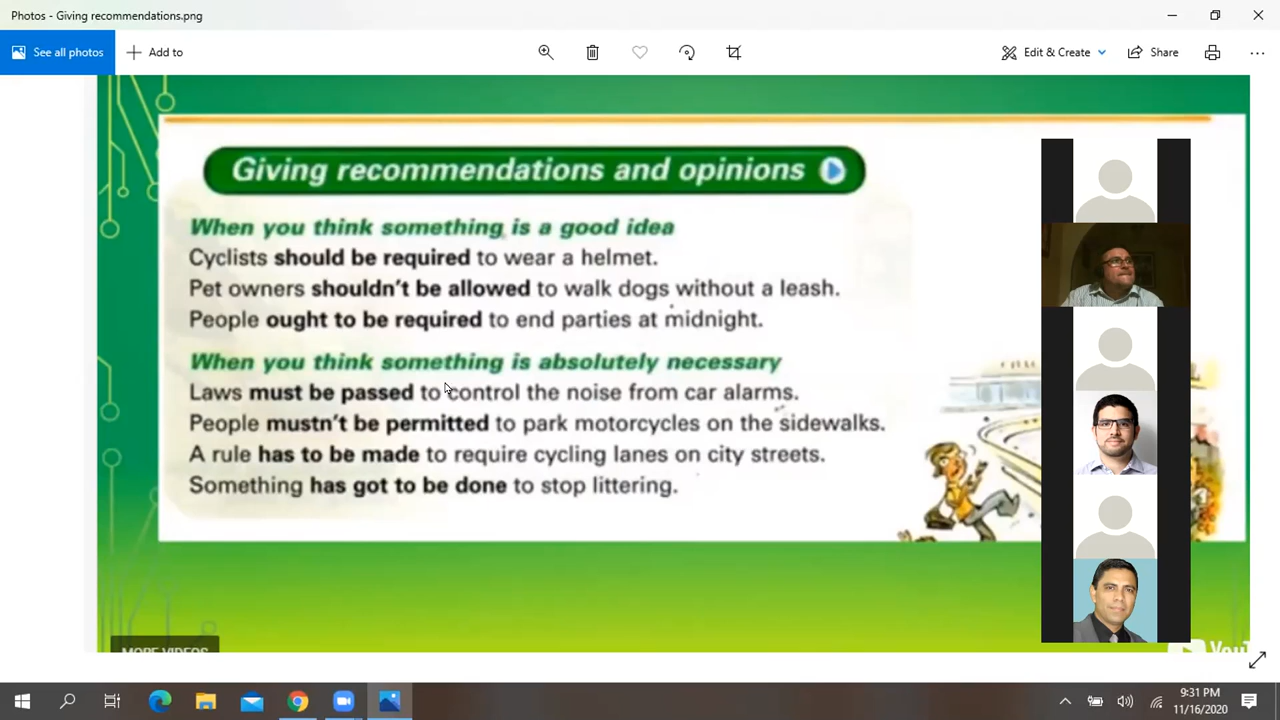 Photos - Giving recommendations.png
See all photos
Add to
Edit & Create
Share
Giving recommendations and opinions
When you think something is a good idea
Cyclists should be required to wear a helmet.
Pet owners shouldn't be allowed to walk dogs without a leash.
People ought to be required to end parties at midnight.
When you think something is absolutely necessary
Laws must be passed to control the noise from car alarms.
People mustn't be permitted to park motorcycles on the sidewalks.
A rule has to be made to require cycling lanes on city streets.
Something has got to be done to stop littering.
MORE VIDEOS
9:31 PM
11/16/2020